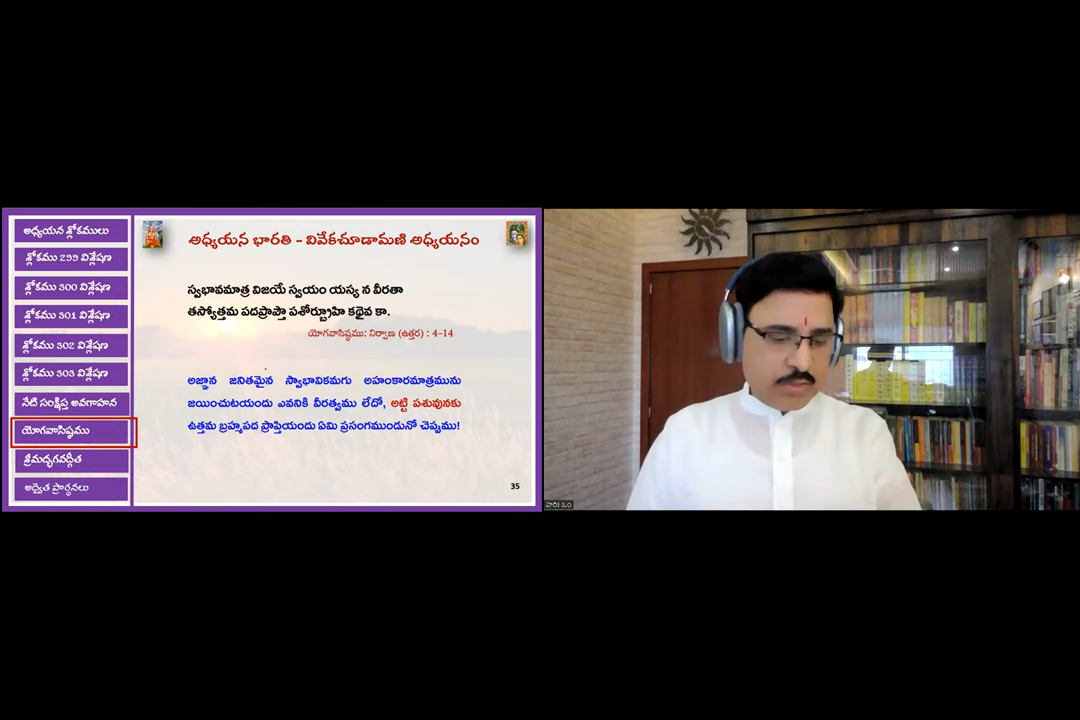 అధ్యయన శ్లోకములు
శ్లోకము 299 విశ్లేషణ
శ్లోకము 300 విశ్లేషణ
శ్లోకము 301 విశ్లేషణ
శ్లోకము 302 విశ్లేషణ
శ్లోకము 303 విశ్లేషణ
నేటి సంక్షిప్త అవగాహన
యోగవాసిష్ఠము
శ్రీమద్భగవద్గీత
అద్వైత ప్రార్థనలు
అధ్యయన భారతి - వివేకచూడామణి అధ్యయనం
స్వభావమాత్ర విజయే స్వయం యస్య న వీరతా
తస్యోత్తమ పదప్రాప్తా పశోర్బ్రూహి కథైవ కా.
యోగవాసిష్ఠము: నిర్వాణ (ఉత్తర) : 4-14
అజ్ఞాన జనితమైన స్వాభావికమగు అహంకారమాత్రమును
జయించుటయందు ఎవనికి వీరత్వము లేదో, అట్టి పశువునకు
ఉత్తమ బ్రహ్మపద ప్రాప్తియందు ఏమి ప్రసంగముండునో చెప్పుము!
35
హరిః ఓం